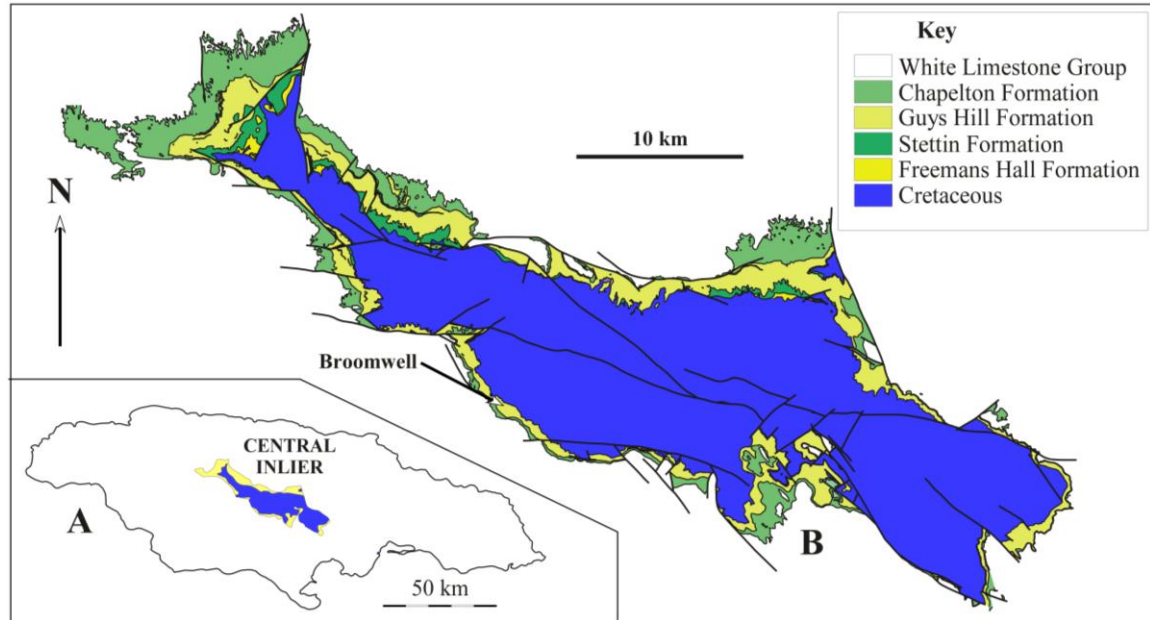 Key
White Limestone Group
Chapelton Formation
Guys Hill Formation
Stettin Formation
Freemans Hall Formation
Cretaceous
10 km
N
Broomwell
CENTRAL
INLIER
A
B
50 km